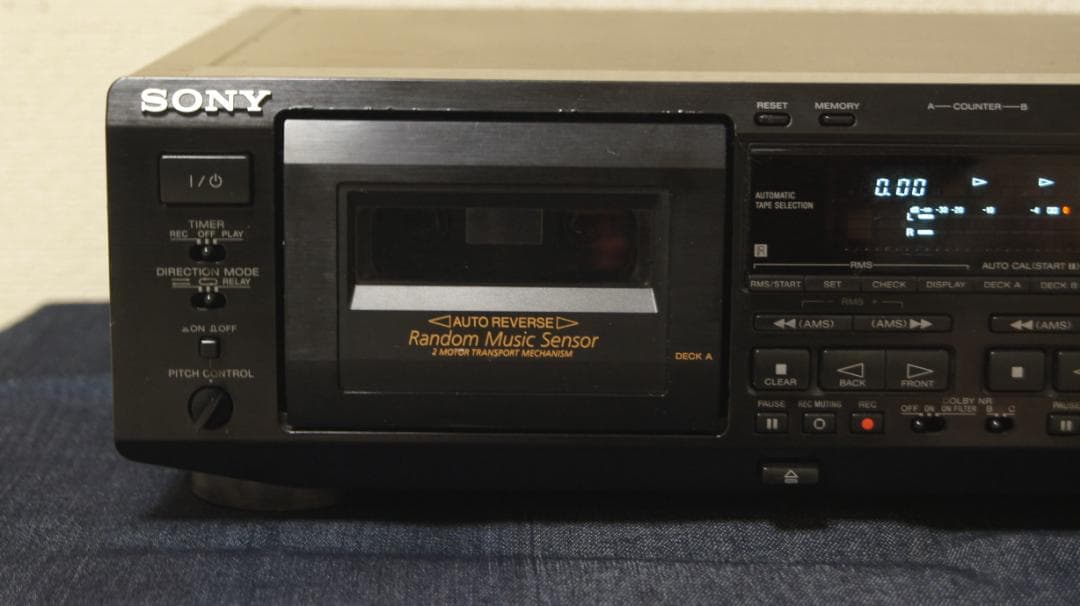 SONY
I/⏻
TIMER
REC OFF PLAY
DIRECTION MODE
RELAY
ON OFF
PITCH CONTROL
◁AUTO REVERSE▷
Random Music Sensor
2 MOTOR TRANSPORT MECHANISM
DECK A
RESET MEMORY A—COUNTER—B
AUTOMATIC
TAPE SELECTION
0.00
L
R
RMS AUTO CAL(START
RMS/START SET CHECK DISPLAY DECK A DECK B
- RMS +
◀◀(AMS) (AMS)▶▶ ◀◀(AMS)
CLEAR BACK FRONT
PAUSE REC MUTING REC DOLBY NR PAUSE
OFF ON ON FILTER B C